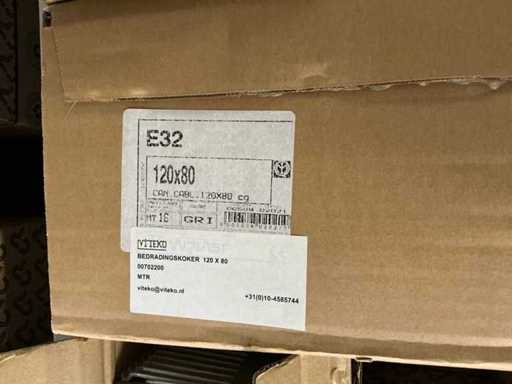 E32
120x80
CAN.CABL.120X80 cg
MT 16
GRI
VITEKO
BEDRADINGSKOKER 120 X 80
00702200
MTR
viteko@viteko.nl
+31(0)10-4565744